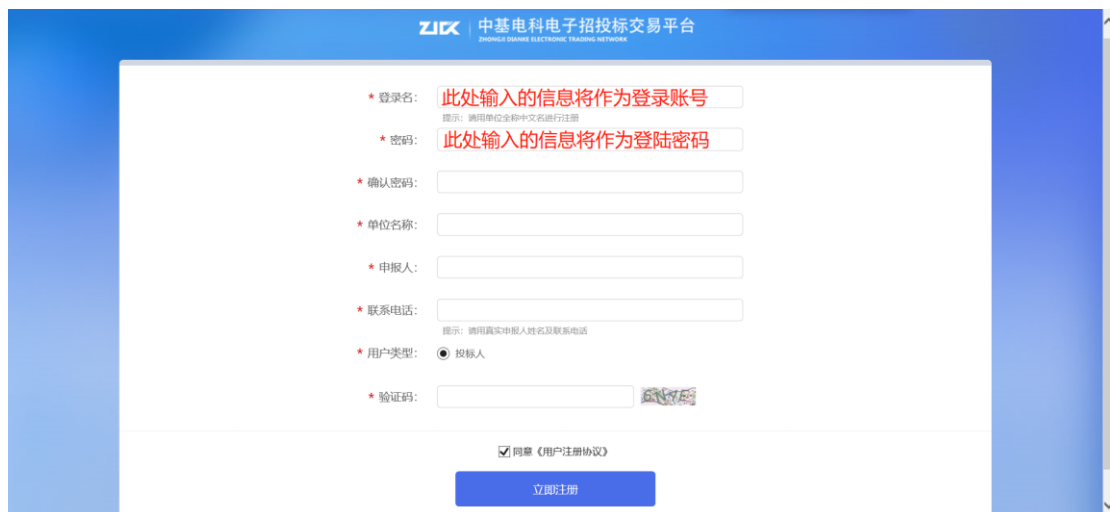 ZJDK 中基电科电子招投标交易平台
ZHONGJI DIANKE ELECTRONIC TRADING NETWORK
* 登录名: 此处输入的信息将作为登录账号
提示: 请用单位全称中文名进行注册
* 密码: 此处输入的信息将作为登陆密码
* 确认密码:
* 单位名称:
* 申报人:
* 联系电话:
提示: 请用真实申报人姓名及联系电话
* 用户类型: 投标人
* 验证码:
同意《用户注册协议》
立即注册